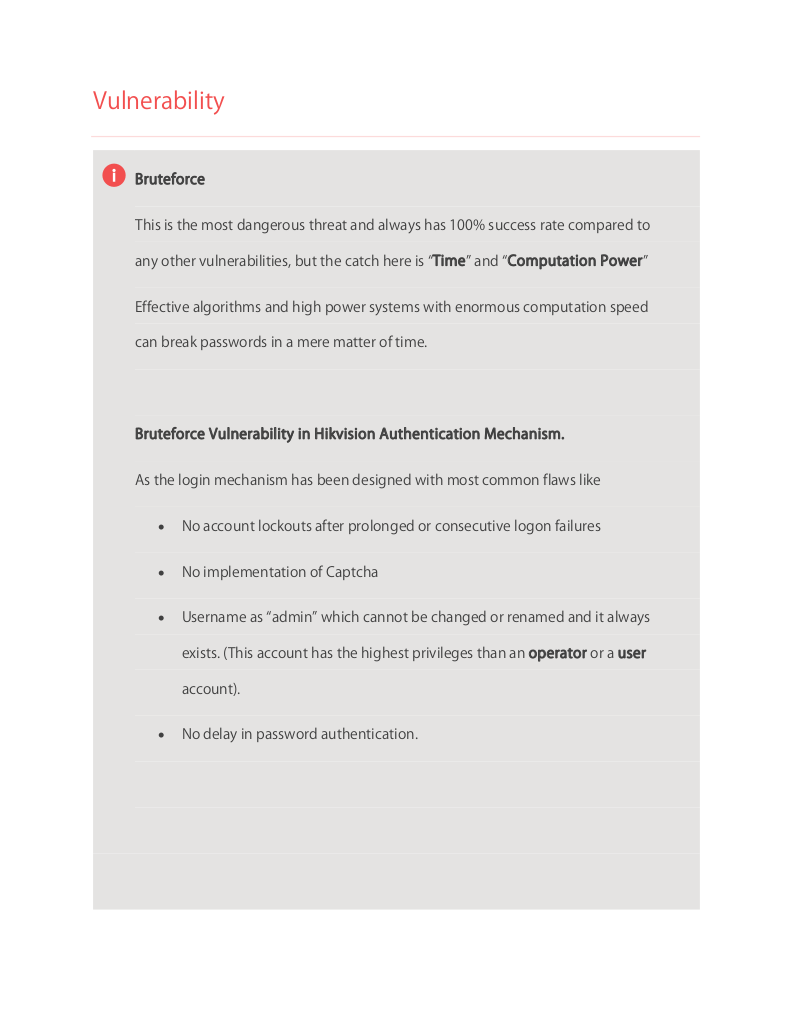 Vulnerability
i
Bruteforce
This is the most dangerous threat and always has 100% success rate compared to
any other vulnerabilities, but the catch here is “Time” and “Computation Power”
Effective algorithms and high power systems with enormous computation speed
can break passwords in a mere matter of time.
Bruteforce Vulnerability in Hikvision Authentication Mechanism.
As the login mechanism has been designed with most common flaws like
• No account lockouts after prolonged or consecutive logon failures
• No implementation of Captcha
• Username as “admin” which cannot be changed or renamed and it always
exists. (This account has the highest privileges than an operator or a user
account).
• No delay in password authentication.